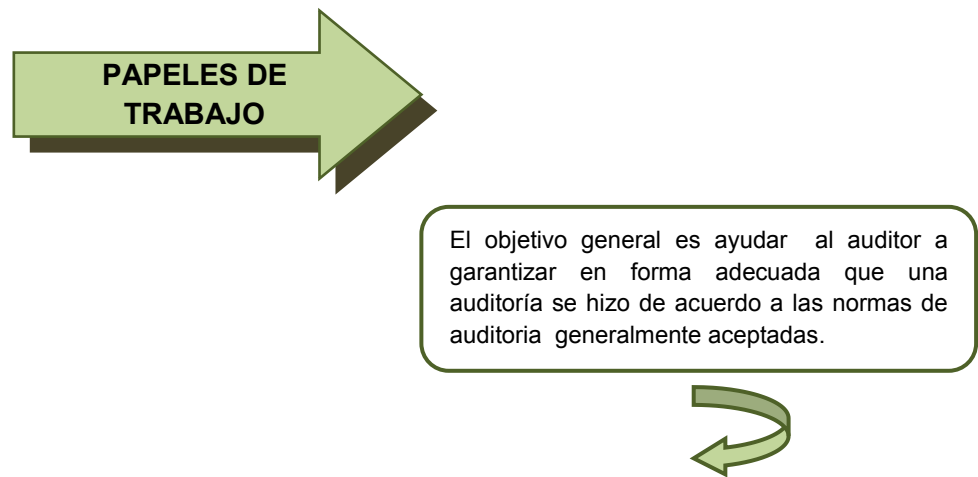 PAPELES DE
TRABAJO
El objetivo general es ayudar al auditor a
garantizar en forma adecuada que una
auditoría se hizo de acuerdo a las normas de
auditoria generalmente aceptadas.